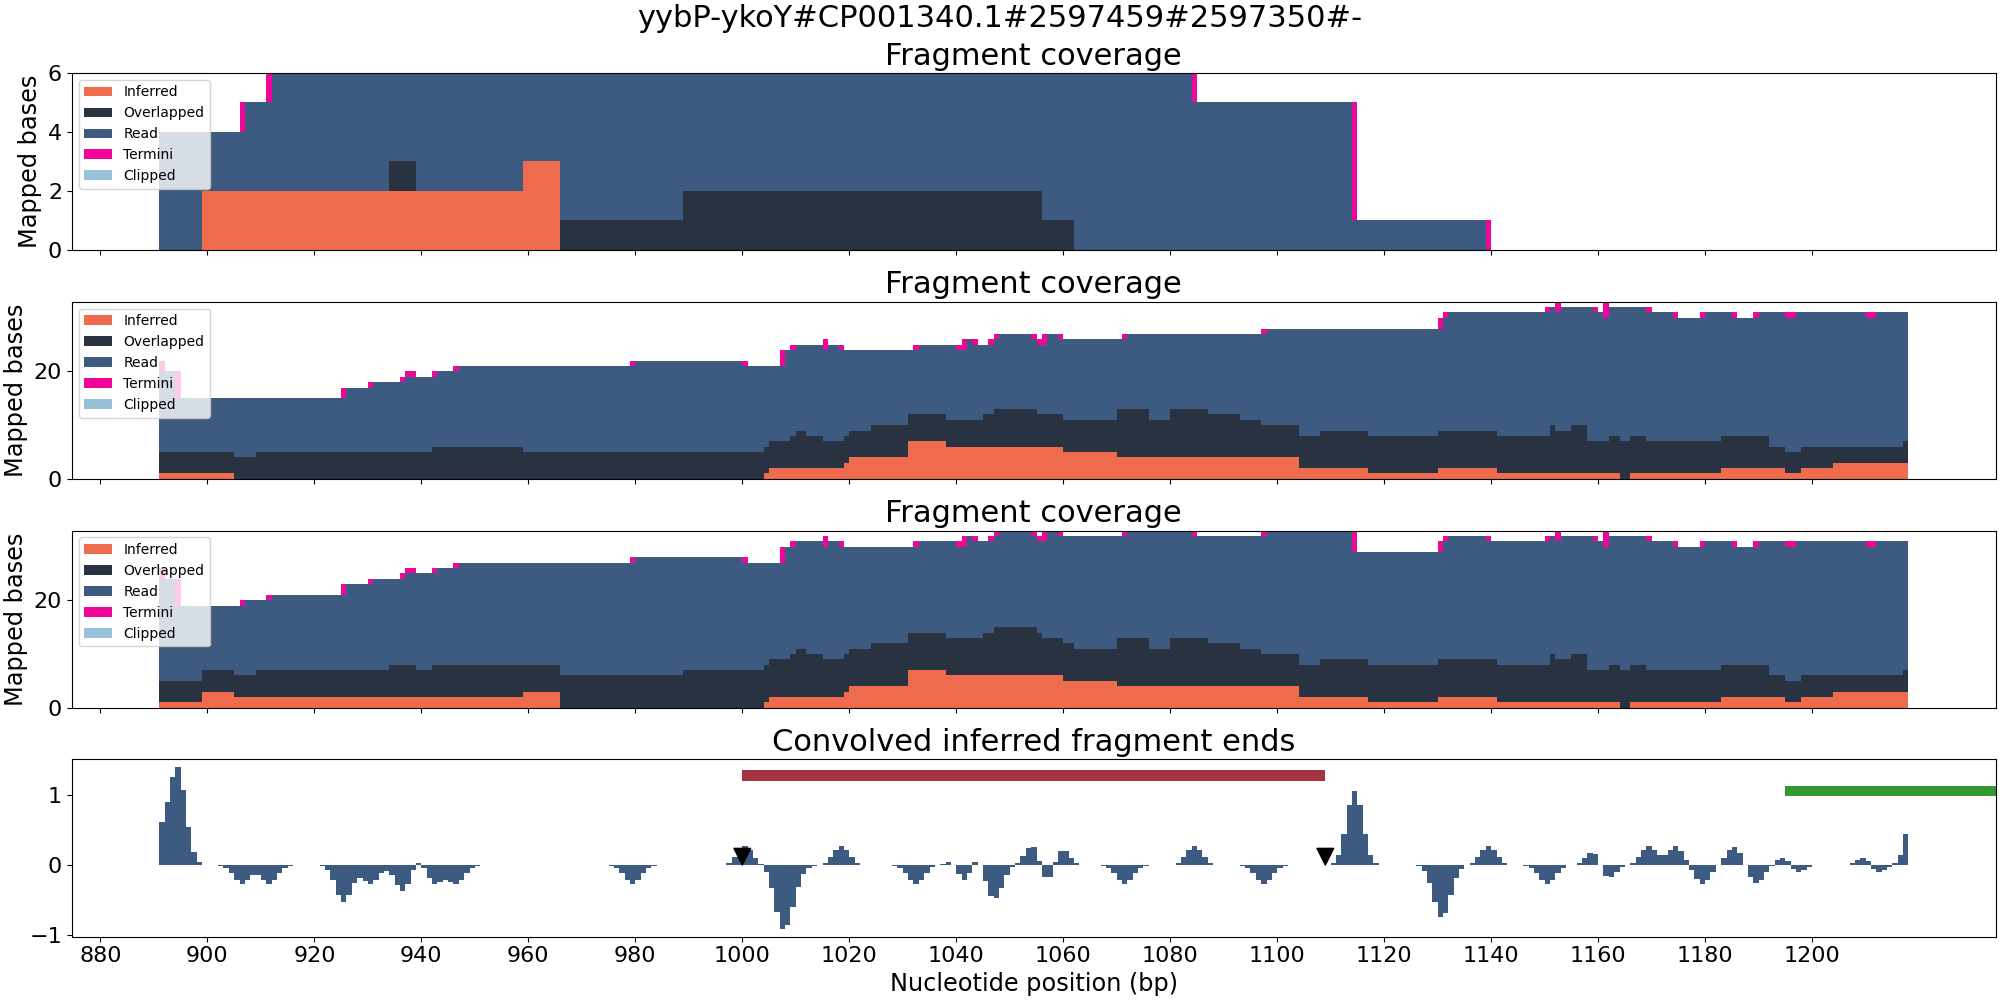 yybP-ykoY#CP001340.1#2597459#2597350#-
Fragment coverage
Mapped bases
6
4
2
0
Inferred
Overlapped
Read
Termini
Clipped
Fragment coverage
Mapped bases
20
0
Inferred
Overlapped
Read
Termini
Clipped
Fragment coverage
Mapped bases
20
0
Inferred
Overlapped
Read
Termini
Clipped
Convolved inferred fragment ends
1
0
−1
880 900 920 940 960 980 1000 1020 1040 1060 1080 1100 1120 1140 1160 1180 1200
Nucleotide position (bp)